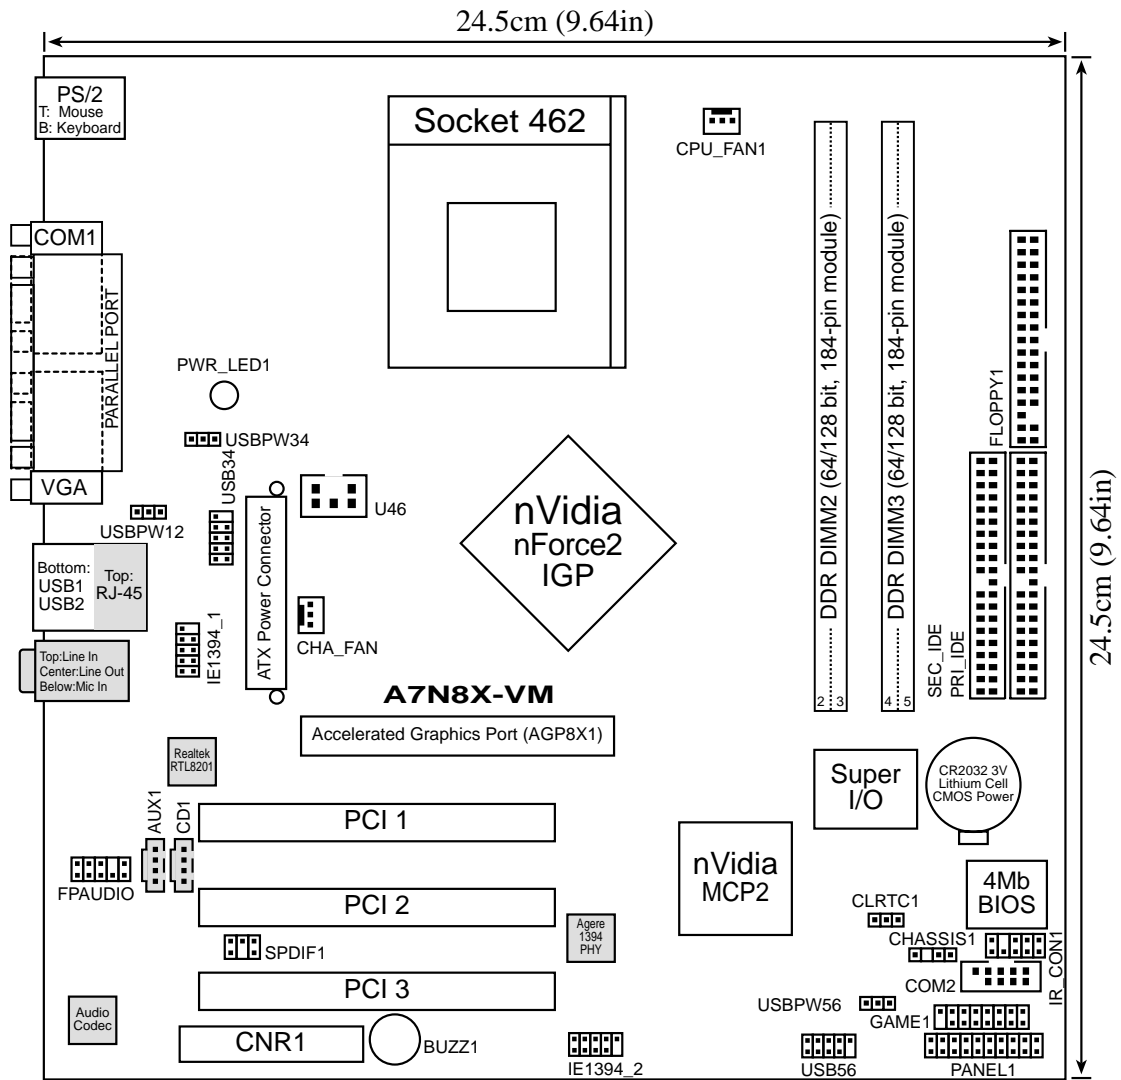 24.5cm (9.64in)
PS/2
T: Mouse
B: Keyboard
Socket 462
CPU_FAN1
COM1
PARALLEL PORT
VGA
PWR_LED1
USBPW34
USB34
U46
USBPW12
ATX Power Connector
nVidia
nForce2
IGP
DDR DIMM2 (64/128 bit, 184-pin module)
2 3
DDR DIMM3 (64/128 bit, 184-pin module)
4 5
FLOPPY1
SEC_IDE
PRI_IDE
24.5cm (9.64in)
Bottom:
USB1
USB2
Top:
RJ-45
IE1394_1
CHA_FAN
Top:Line In
Center:Line Out
Below:Mic In
A7N8X-VM
Accelerated Graphics Port (AGP8X1)
Realtek
RTL8201
Super
I/O
CR2032 3V
Lithium Cell
CMOS Power
AUX1
CD1
PCI 1
nVidia
MCP2
FPAUDIO
PCI 2
4Mb
BIOS
CLRTC1
Agere
1394
PHY
SPDIF1
CHASSIS1
IR_CON1
COM2
PCI 3
USBPW56
GAME1
Audio
Codec
CNR1
BUZZ1
IE1394_2
USB56
PANEL1